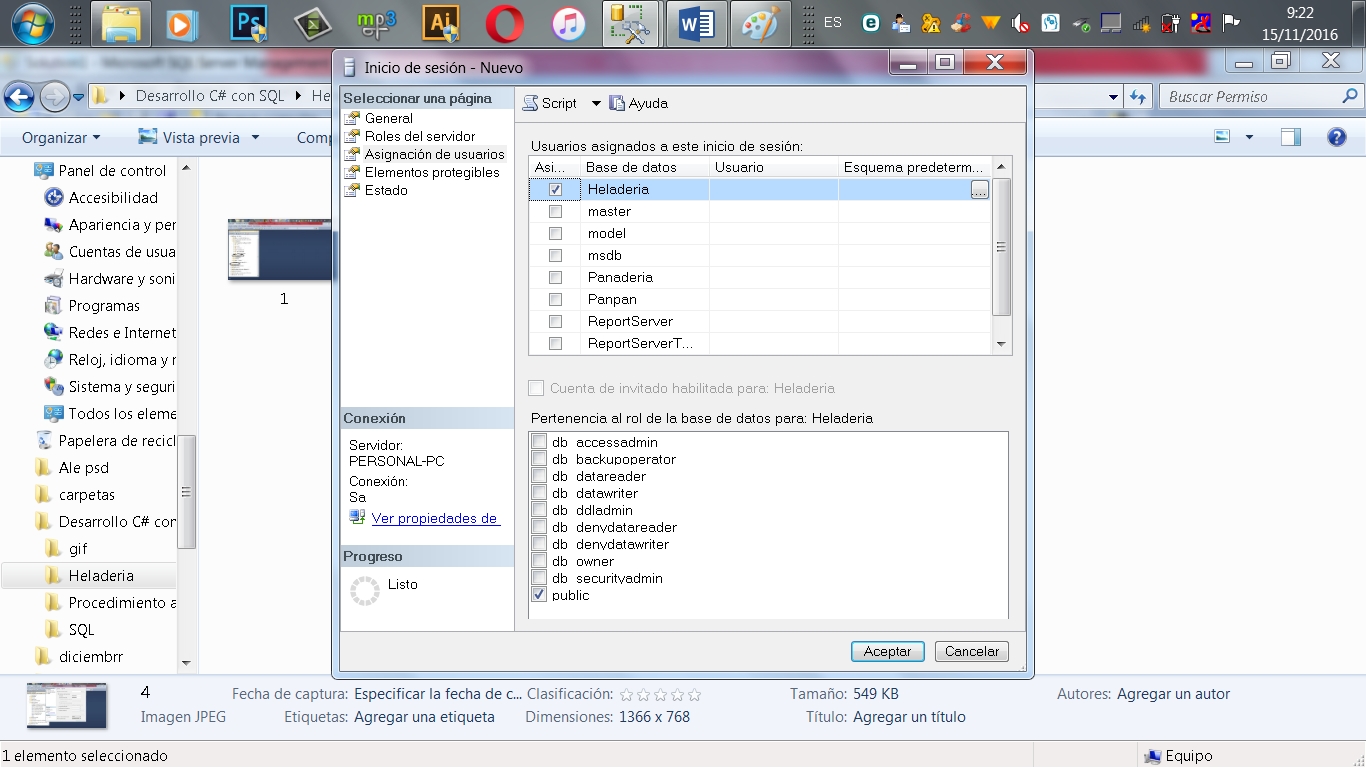 ES
9:22
15/11/2016
mp3
Ps
Ai
W
Inicio de sesión - Nuevo
Desarrollo C# con SQL
He
Buscar Permiso
Organizar
Vista previa
Comp
Panel de control
Accesibilidad
Apariencia y per
Cuentas de usua
Hardware y soni
Programas
Redes e Internet
Reloj, idioma y r
Sistema y seguri
Todos los eleme
Papelera de recicl
Ale psd
carpetas
Desarrollo C# con
gif
Heladeria
Procedimiento a
SQL
diciembrr
1
Seleccionar una página
General
Roles del servidor
Asignación de usuarios
Elementos protegibles
Estado
Conexión
Servidor:
PERSONAL-PC
Conexión:
Sa
Ver propiedades de
Progreso
Listo
Script
Ayuda
Usuarios asignados a este inicio de sesión:
Asi... Base de datos Usuario Esquema predeterm...
Heladeria ...
master
model
msdb
Panaderia
Panpan
ReportServer
ReportServerT...
Cuenta de invitado habilitada para: Heladeria
Pertenencia al rol de la base de datos para: Heladeria
db_accessadmin
db_backupoperator
db_datareader
db_datawriter
db_ddladmin
db_denydatareader
db_denydatawriter
db_owner
db_securityadmin
public
Aceptar
Cancelar
4 Fecha de captura: Especificar la fecha de c... Clasificación: Tamaño: 549 KB Autores: Agregar un autor
Imagen JPEG Etiquetas: Agregar una etiqueta Dimensiones: 1366 x 768 Título: Agregar un título
1 elemento seleccionado
Equipo